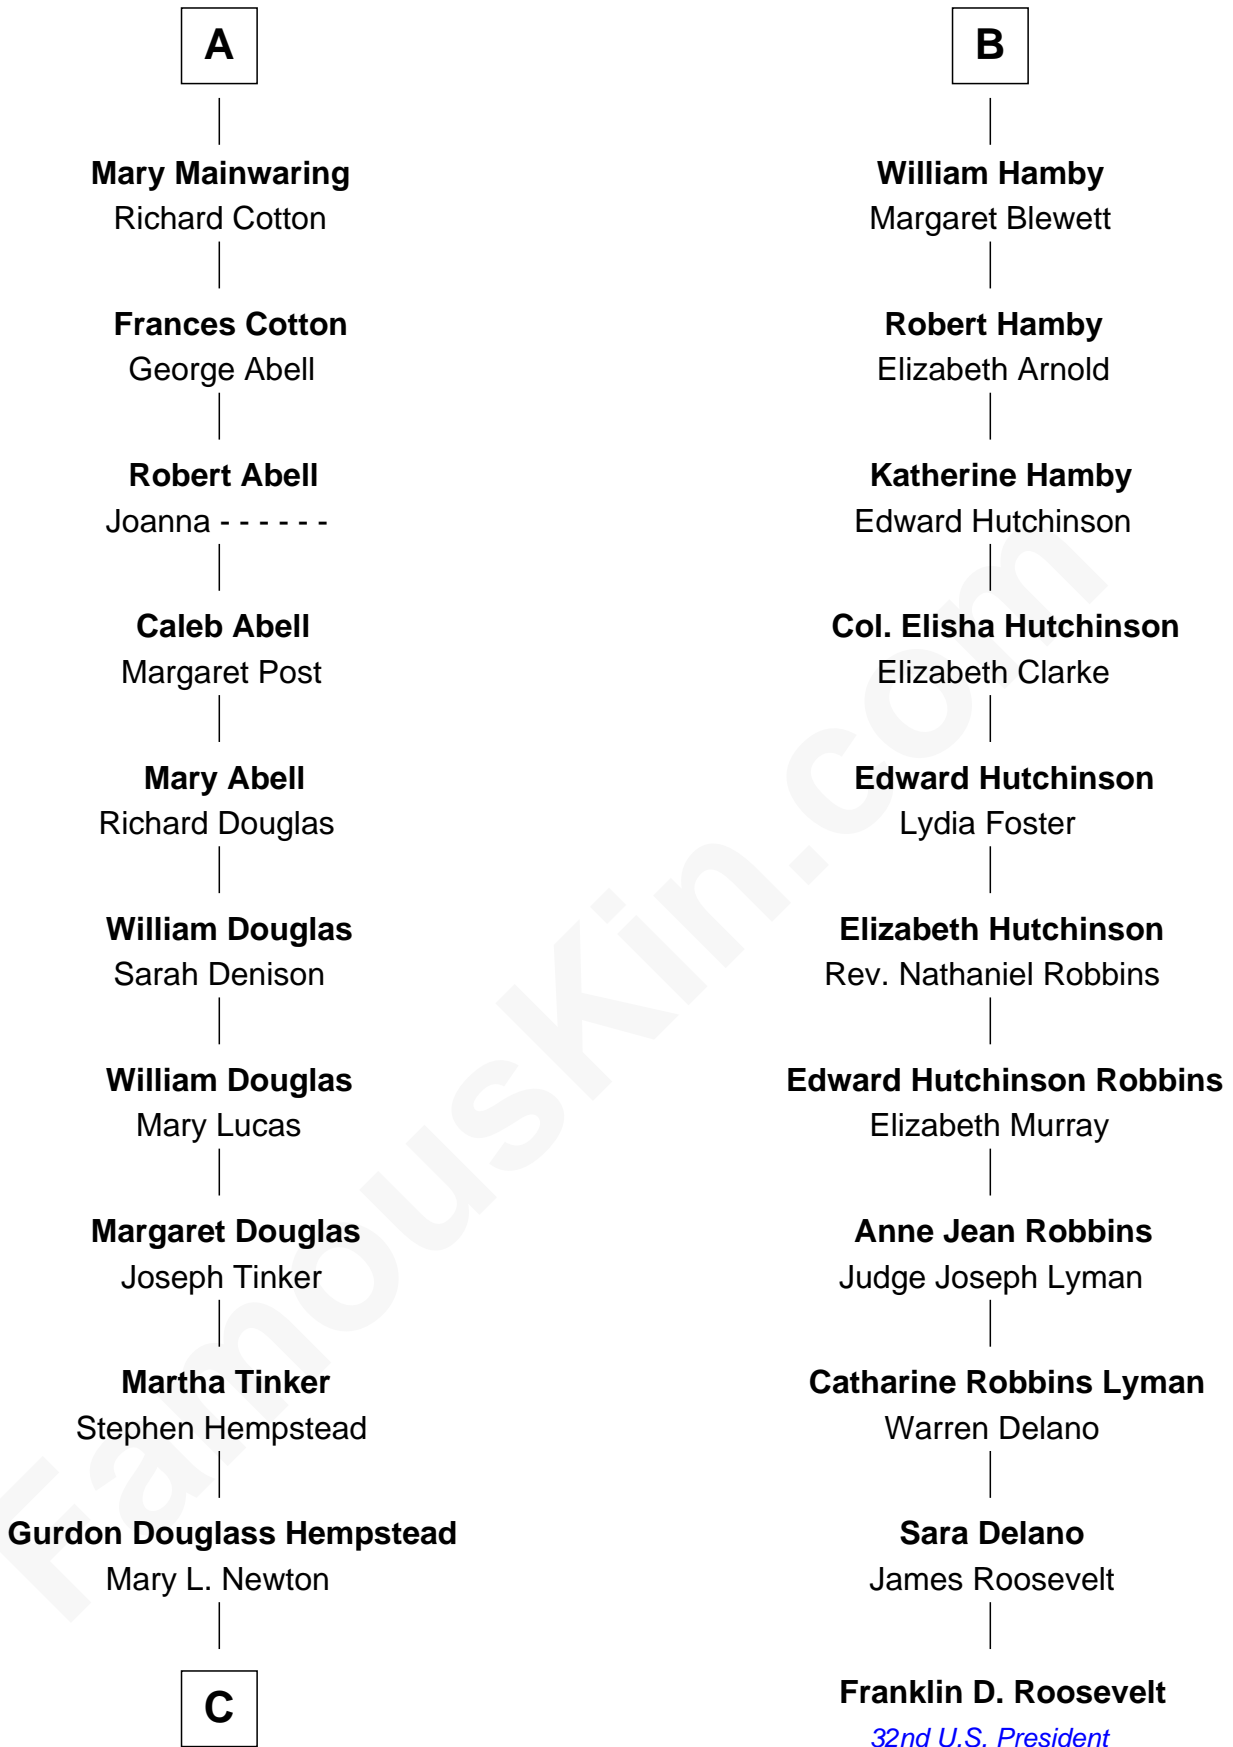 A
Mary Mainwaring
Richard Cotton
Frances Cotton
George Abell
Robert Abell
Joanna - - - - - -
Caleb Abell
Margaret Post
Mary Abell
Richard Douglas
William Douglas
Sarah Denison
William Douglas
Mary Lucas
Margaret Douglas
Joseph Tinker
Martha Tinker
Stephen Hempstead
Gurdon Douglass Hempstead
Mary L. Newton
C
B
William Hamby
Margaret Blewett
Robert Hamby
Elizabeth Arnold
Katherine Hamby
Edward Hutchinson
Col. Elisha Hutchinson
Elizabeth Clarke
Edward Hutchinson
Lydia Foster
Elizabeth Hutchinson
Rev. Nathaniel Robbins
Edward Hutchinson Robbins
Elizabeth Murray
Anne Jean Robbins
Judge Joseph Lyman
Catharine Robbins Lyman
Warren Delano
Sara Delano
James Roosevelt
Franklin D. Roosevelt
32nd U.S. President
FamousKin.com